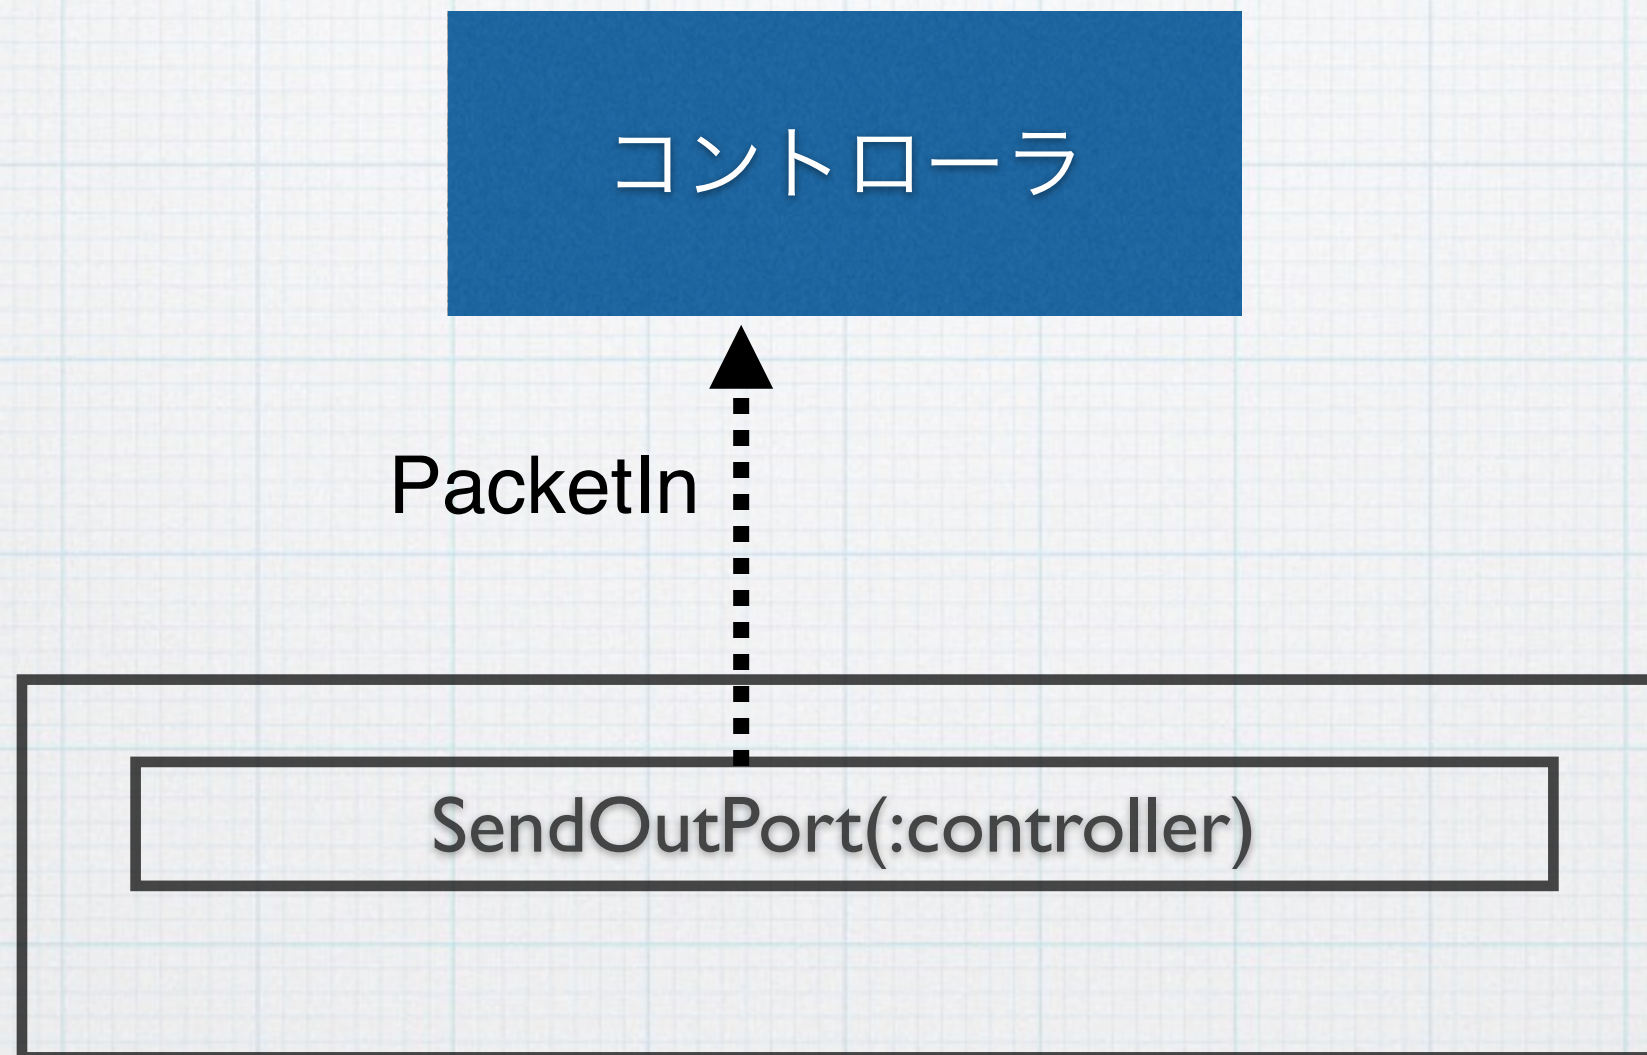 コントローラ
PacketIn
SendOutPort(:controller)